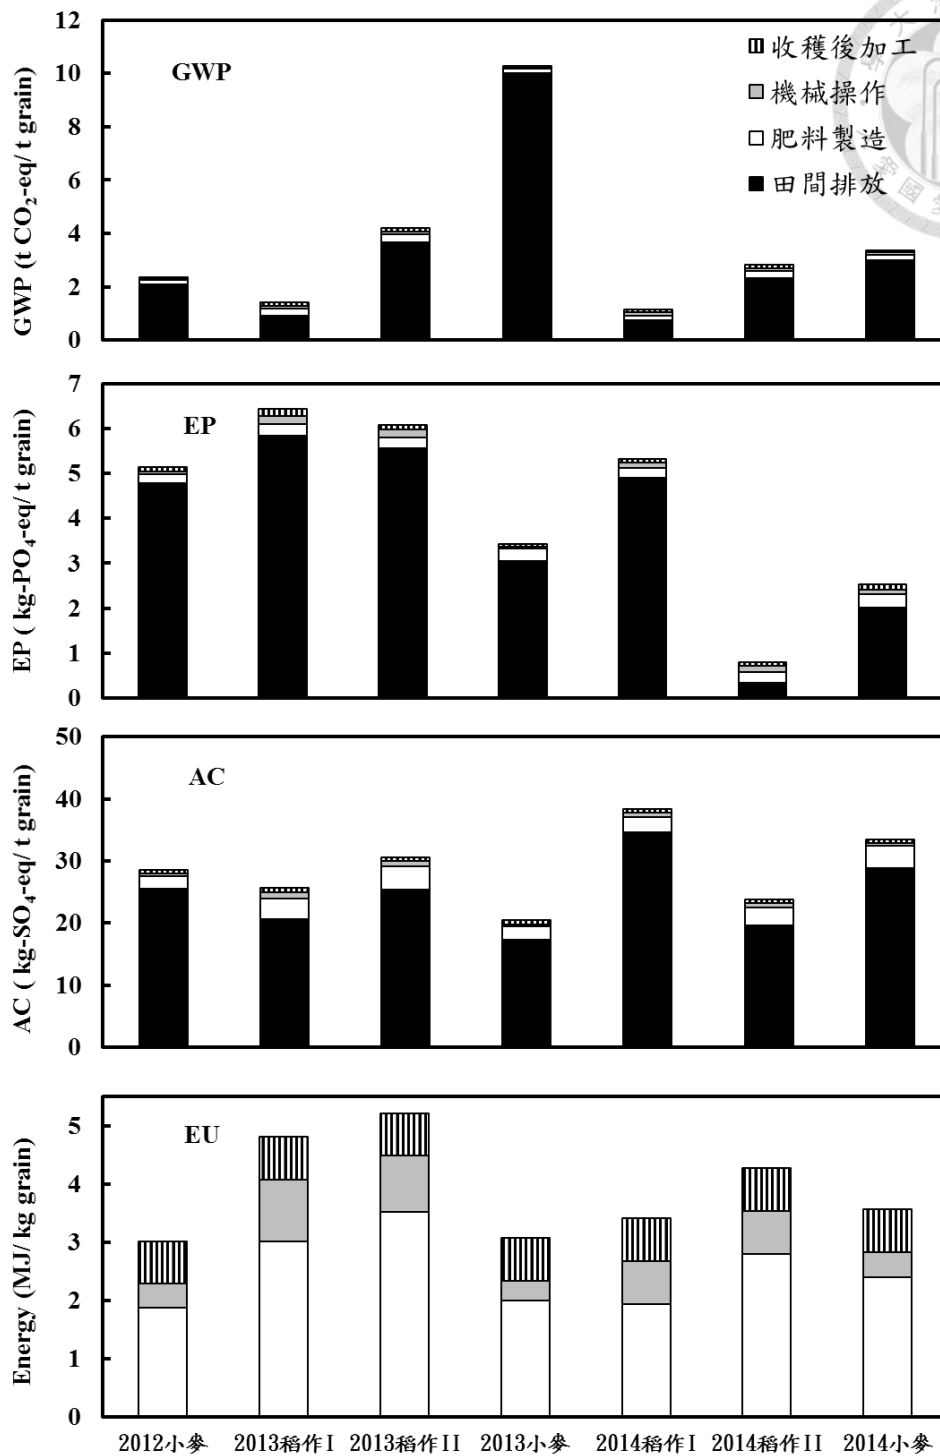 12
10
8
6
4
2
0
GWP (t CO₂-eq/ t grain)
GWP
收穫後加工
機械操作
肥料製造
田間排放
7
6
5
4
3
2
1
0
EP ( kg-PO₄-eq/ t grain)
EP
50
40
30
20
10
0
AC ( kg-SO₄-eq/ t grain)
AC
5
4
3
2
1
0
Energy (MJ/ kg grain)
EU
2012小麥 2013稻作I 2013稻作II 2013小麥 2014稻作I 2014稻作II 2014小麥